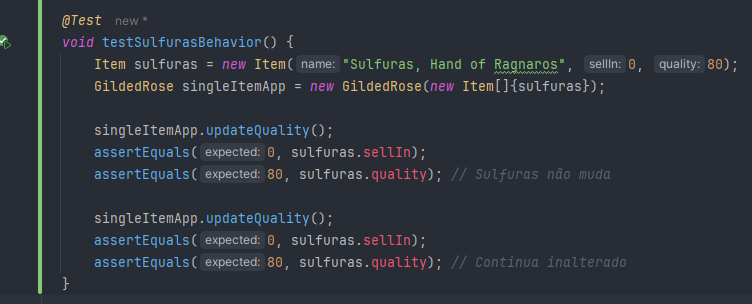 @Test new *
void testSulfurasBehavior() {
Item sulfuras = new Item( name: "Sulfuras, Hand of Ragnaros", sellIn: 0, quality: 80);
GildedRose singleItemApp = new GildedRose(new Item[]{sulfuras});
singleItemApp.updateQuality();
assertEquals( expected: 0, sulfuras.sellIn);
assertEquals( expected: 80, sulfuras.quality); // Sulfuras não muda
singleItemApp.updateQuality();
assertEquals( expected: 0, sulfuras.sellIn);
assertEquals( expected: 80, sulfuras.quality); // Continua inalterado
}